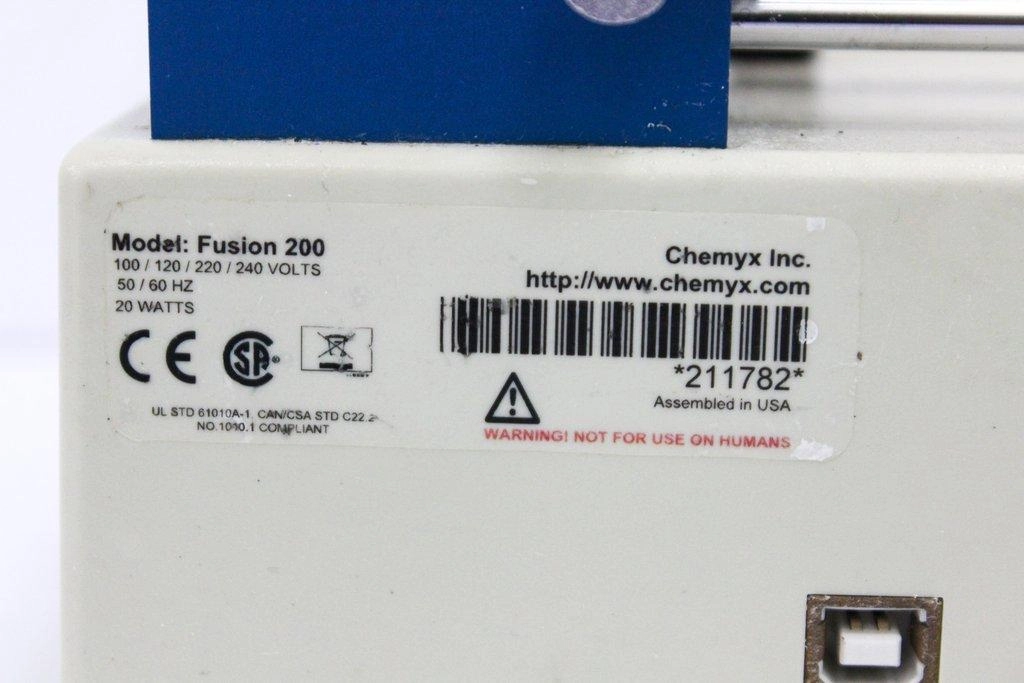 Model: Fusion 200
100 / 120 / 220 / 240 VOLTS
50 / 60 HZ
20 WATTS
CE SA ®
UL STD 61010A-1. CAN/CSA STD C22.2
NO.1010.1 COMPLIANT
Chemyx Inc.
http://www.chemyx.com
*211782*
Assembled in USA
WARNING! NOT FOR USE ON HUMANS